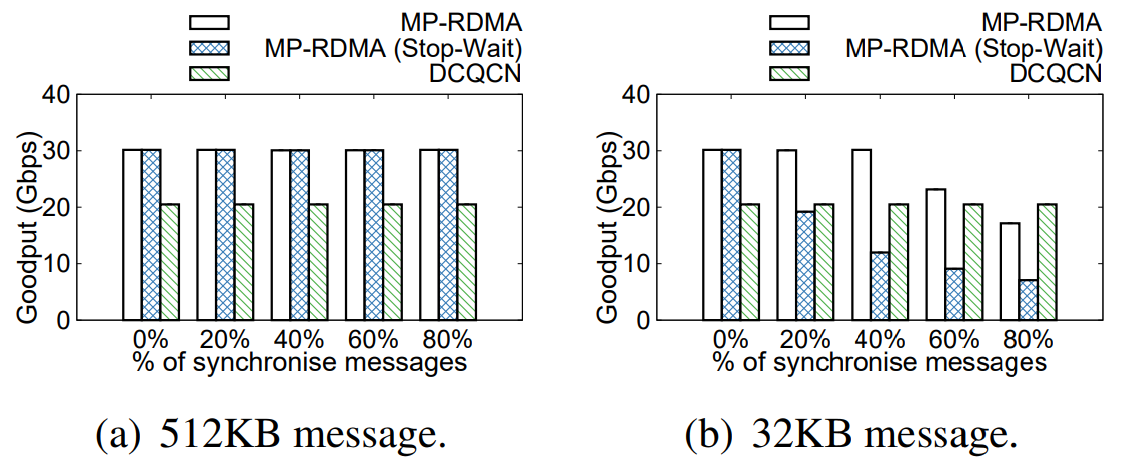 MP-RDMA
MP-RDMA (Stop-Wait)
DCQCN
Goodput (Gbps)
40
30
20
10
0
0% 20% 40% 60% 80%
% of synchronise messages
(a) 512KB message.
MP-RDMA
MP-RDMA (Stop-Wait)
DCQCN
Goodput (Gbps)
40
30
20
10
0
0% 20% 40% 60% 80%
% of synchronise messages
(b) 32KB message.